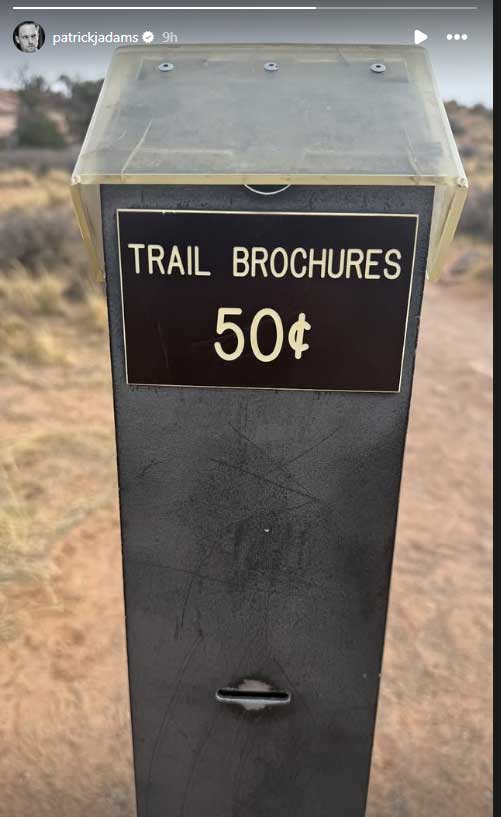 patrickjadams 9h
TRAIL BROCHURES
50¢